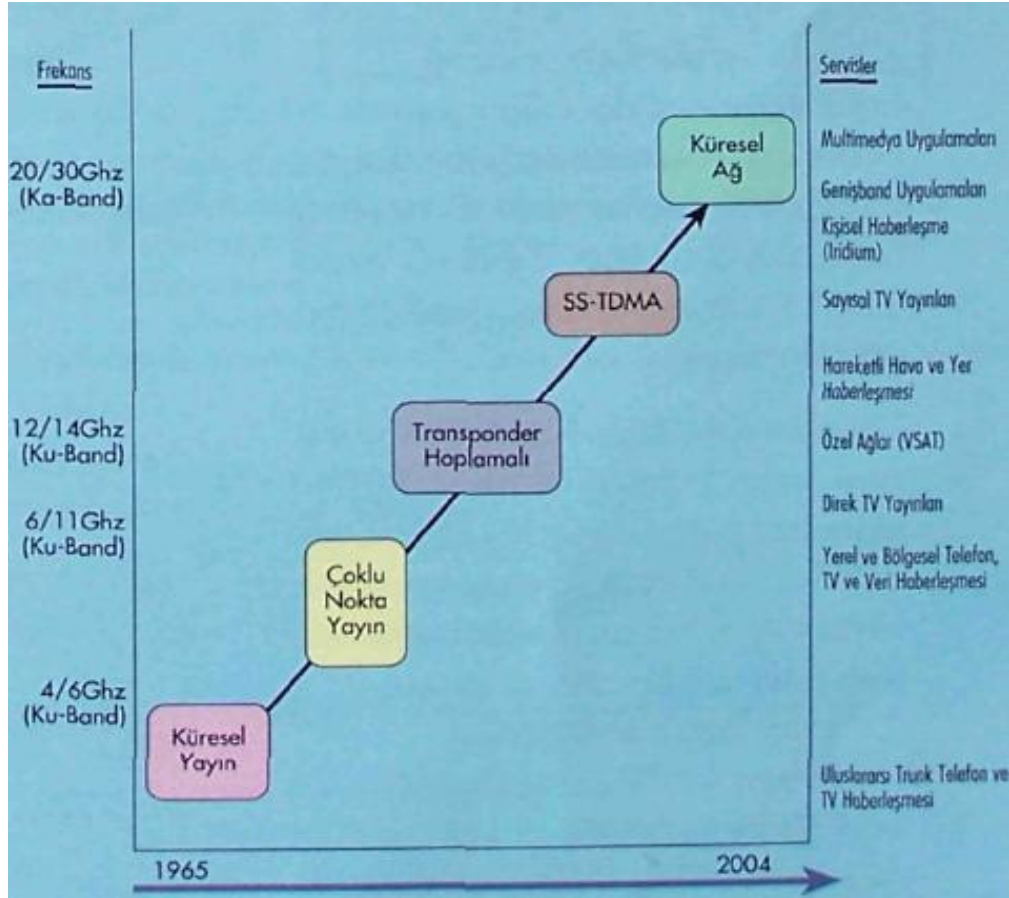 Frekans
20/30Ghz
(Ka-Band)
12/14Ghz
(Ku-Band)
6/11Ghz
(Ku-Band)
4/6Ghz
(Ku-Band)
Küresel
Ağ
SS-TDMA
Transponder
Hoplamalı
Çoklu
Nokta
Yayın
Küresel
Yayın
1965
2004
Servisler
Multimedya Uygulamaları
Genişband Uygulamaları
Kişisel Haberleşme
(Iridium)
Sayısal TV Yayınları
Hareketli Hava ve Yer
Haberleşmesi
Özel Ağlar (VSAT)
Direk TV Yayınları
Yerel ve Bölgesel Telefon,
TV ve Veri Haberleşmesi
Uluslararsı Trunk Telefon ve
TV Haberleşmesi